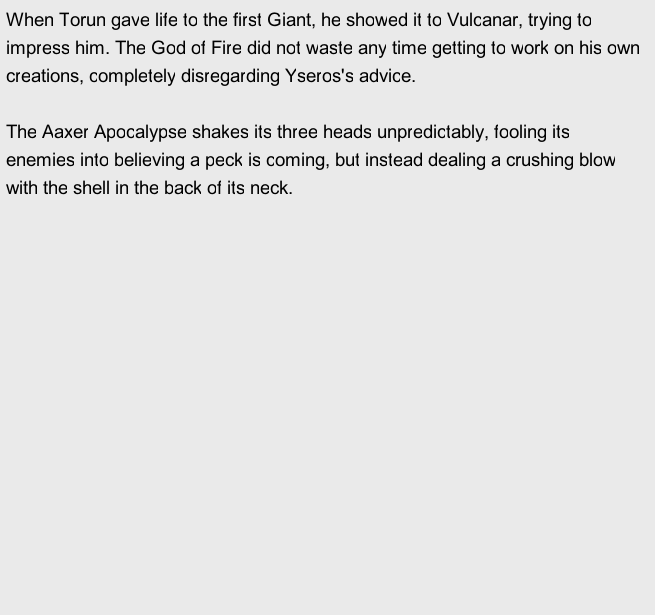 When Torun gave life to the first Giant, he showed it to Vulcanar, trying to
impress him. The God of Fire did not waste any time getting to work on his own
creations, completely disregarding Yseros's advice.
The Aaxer Apocalypse shakes its three heads unpredictably, fooling its
enemies into believing a peck is coming, but instead dealing a crushing blow
with the shell in the back of its neck.